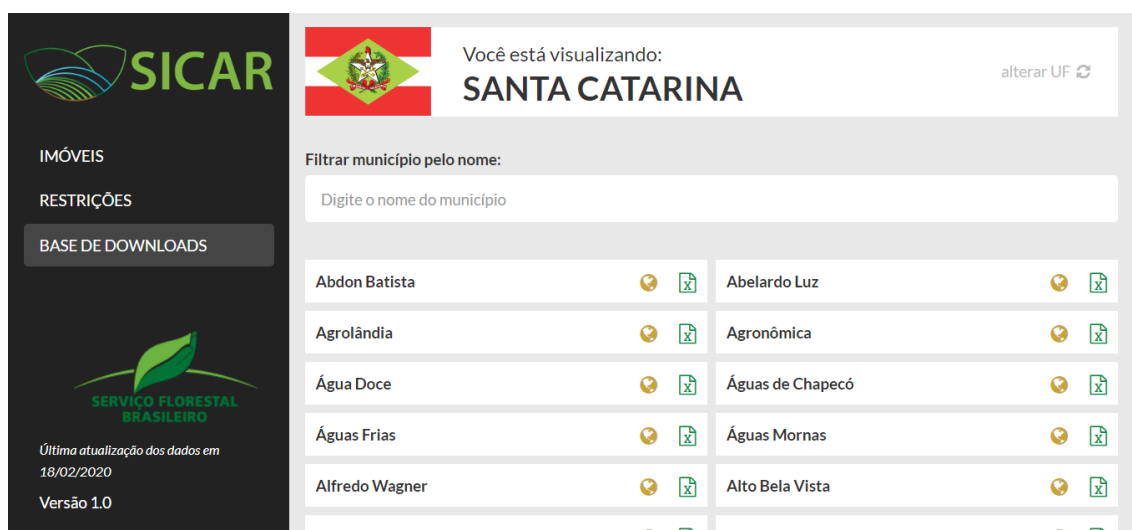 SICAR
IMÓVEIS
RESTRIÇÕES
BASE DE DOWNLOADS
SERVIÇO FLORESTAL
BRASILEIRO
Última atualização dos dados em
18/02/2020
Versão 1.0
Você está visualizando:
SANTA CATARINA
alterar UF
Filtrar município pelo nome:
Digite o nome do município
Abdon Batista
Abelardo Luz
Agrolândia
Agronômica
Água Doce
Águas de Chapecó
Águas Frias
Águas Mornas
Alfredo Wagner
Alto Bela Vista